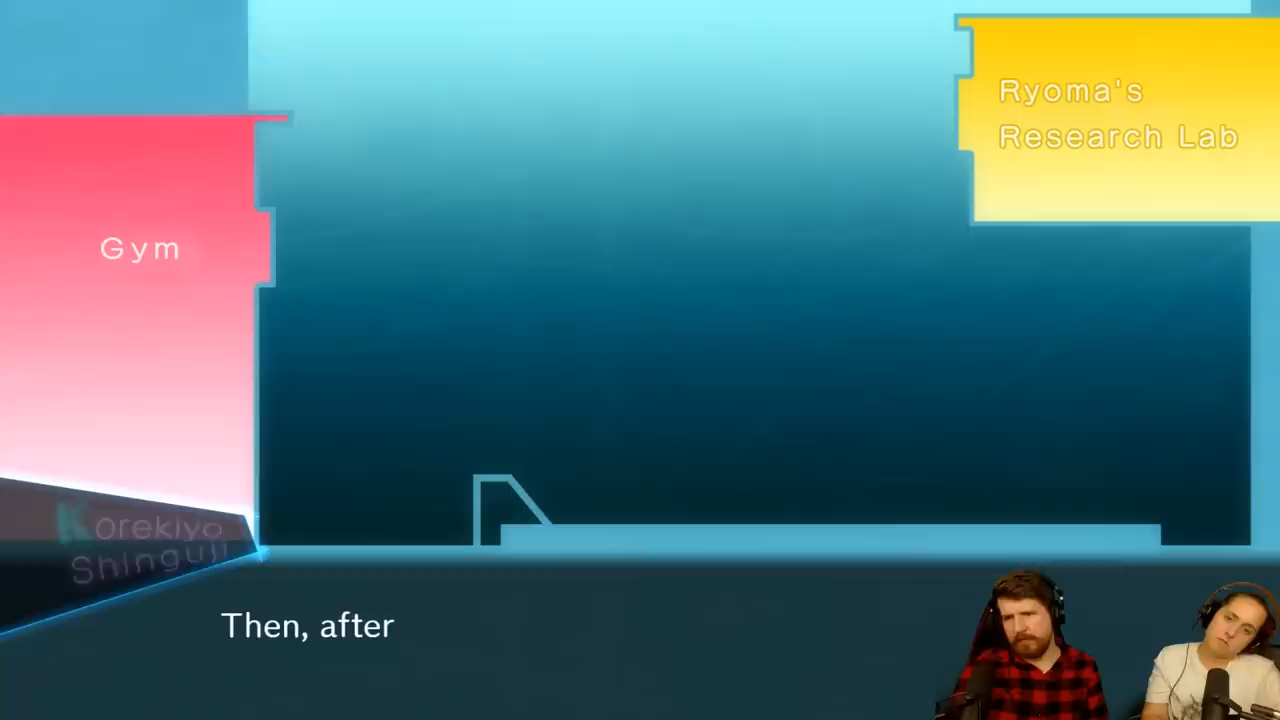 Ryoma's
Research Lab
Gym
Korekiyo
Shinguji
Then, after